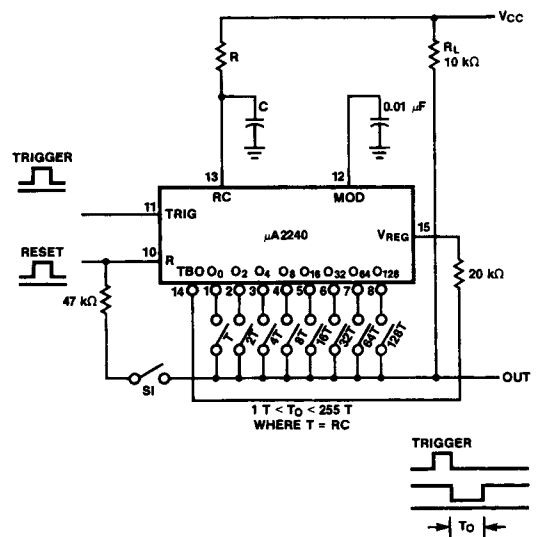 VCC
R
RL
10 kΩ
C
0.01 µF
TRIGGER
13
12
RC
MOD
11
TRIG
15
VREG
µA2240
RESET
10
R
TBO O0 O2 O4 O8 O16 O32 O64 O128
14 1 2 3 4 5 6 7 8
20 kΩ
47 kΩ
T 2T 4T 8T 16T 32T 64T 128T
SI
OUT
1 T < TO < 255 T
WHERE T = RC
TRIGGER
TO